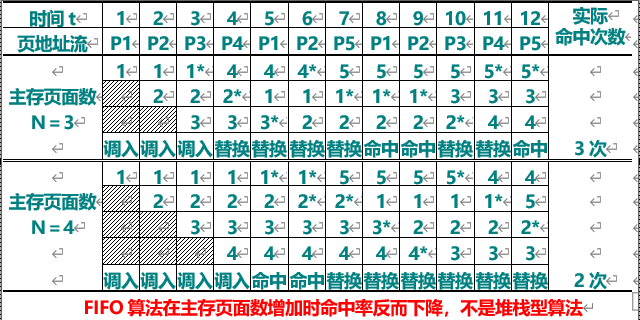 时间 t 1 2 3 4 5 6 7 8 9 10 11 12 实际
命中次数
页地址流 P1 P2 P3 P4 P1 P2 P5 P1 P2 P3 P4 P5
1 1 1* 4 4 4* 5 5 5 5 5* 5*
主存页面数 2 2 2* 1 1 1* 1* 1* 3 3 3
N = 3 3 3 3* 2 2 2 2 2* 4 4
调入 调入 调入 替换 替换 替换 替换 命中 命中 替换 替换 命中 3 次
1 1 1 1 1* 1* 5 5 5 5* 4 4
主存页面数 2 2 2 2 2* 2* 1 1 1 1* 5
N = 4 3 3 3 3 3 3* 2 2 2 2*
4 4 4 4 4 4* 3 3 3
调入 调入 调入 调入 命中 命中 替换 替换 替换 替换 替换 替换 2 次
FIFO 算法在主存页面数增加时命中率反而下降，不是堆栈型算法